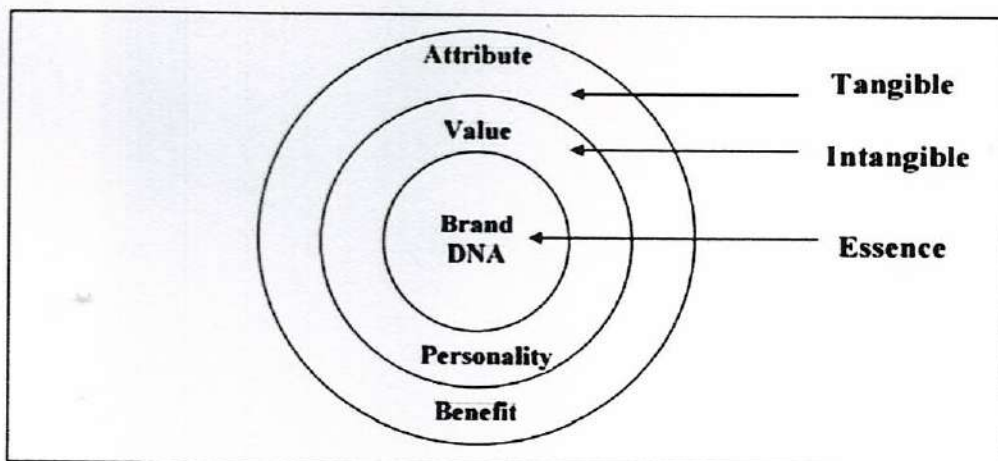 Attribute
Tangible
Value
Intangible
Brand
DNA
Essence
Personality
Benefit